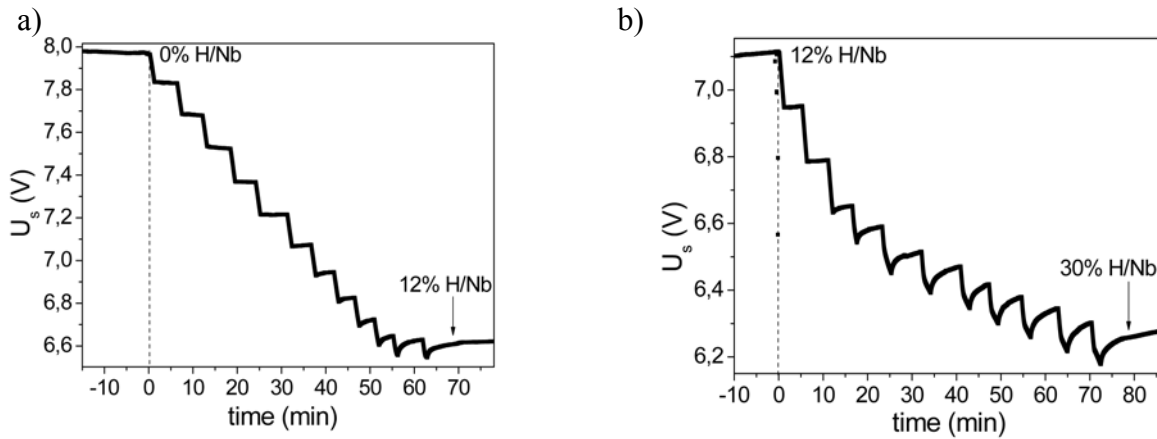 a)
8,0
7,8
7,6
7,4
7,2
7,0
6,8
6,6
U_s (V)
0% H/Nb
12% H/Nb
-10 0 10 20 30 40 50 60 70
time (min)
b)
7,0
6,8
6,6
6,4
6,2
U_s (V)
12% H/Nb
30% H/Nb
-10 0 10 20 30 40 50 60 70 80
time (min)